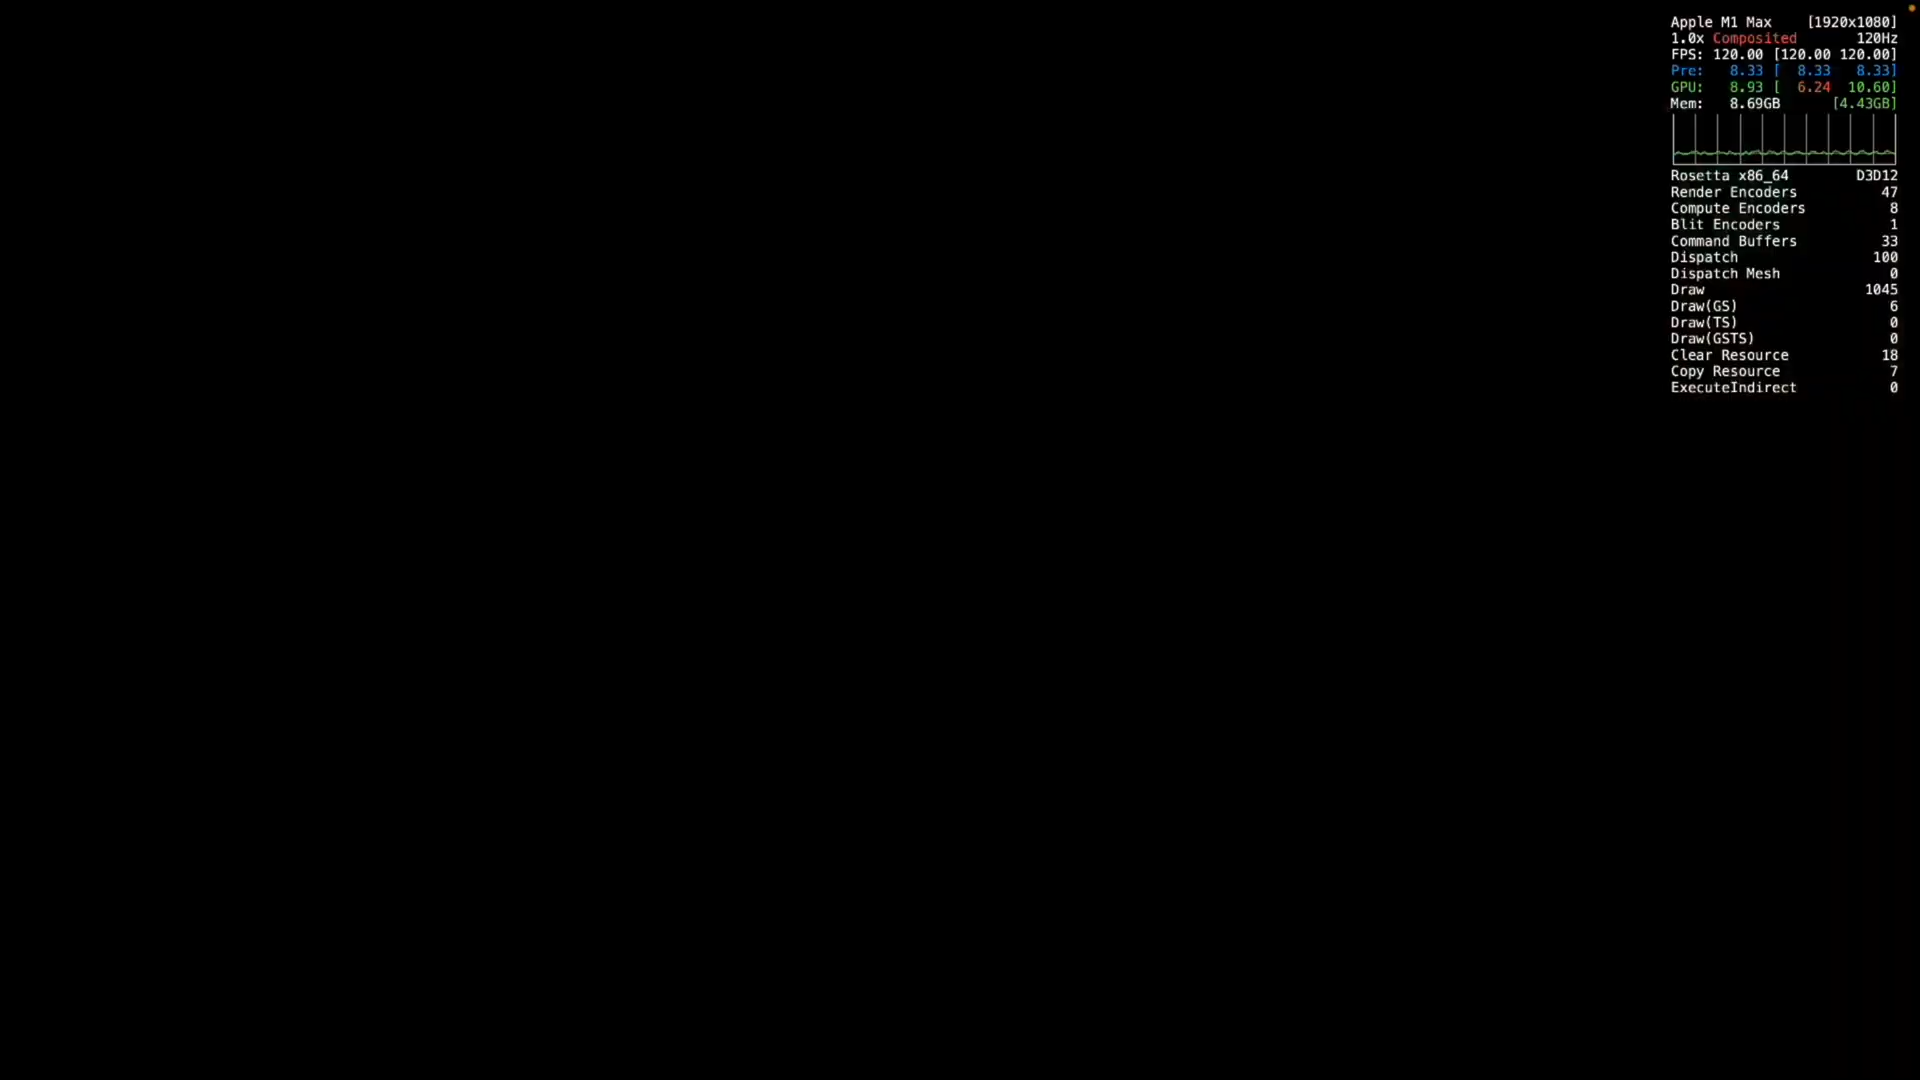 Apple M1 Max [1920x1080]
1.0x Composited 120Hz
FPS: 120.00 [120.00 120.00]
Pre: 8.33 [ 8.33 8.33]
GPU: 8.93 [ 6.24 10.60]
Mem: 8.69GB [4.43GB]
Rosetta x86_64 D3D12
Render Encoders 47
Compute Encoders 8
Blit Encoders 1
Command Buffers 33
Dispatch 100
Dispatch Mesh 0
Draw 1045
Draw(GS) 6
Draw(TS) 0
Draw(GSTS) 0
Clear Resource 18
Copy Resource 7
ExecuteIndirect 0